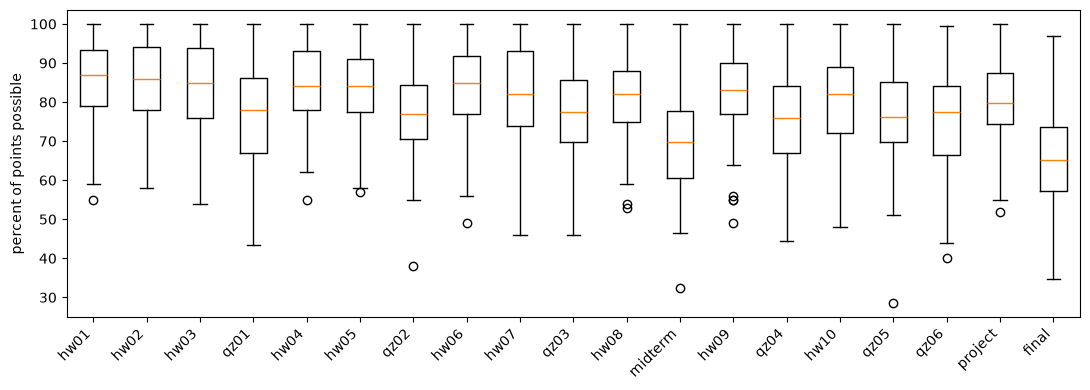 percent of points possible
100
90
80
70
60
50
40
30
hw01
hw02
hw03
qz01
hw04
hw05
qz02
hw06
hw07
qz03
hw08
midterm
hw09
qz04
hw10
qz05
qz06
project
final